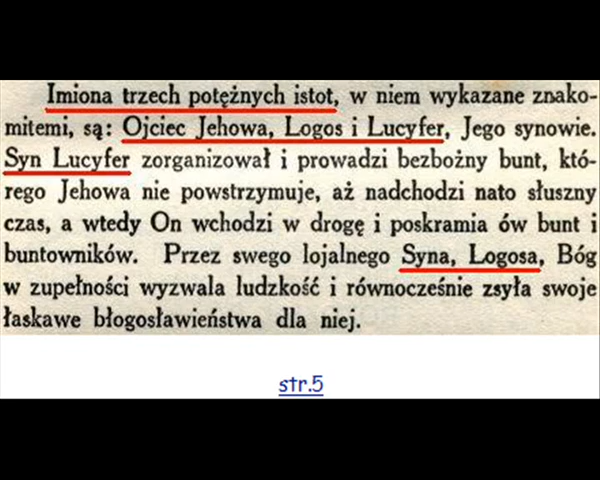 Imiona trzech potężnych istot, w niem wykazane znako-
mitemi, są: Ojciec Jehowa, Logos i Lucyfer, Jego synowie.
Syn Lucyfer zorganizował i prowadzi bezbożny bunt, któ-
rego Jehowa nie powstrzymuje, aż nadchodzi nato słuszny
czas, a wtedy On wchodzi w drogę i poskramia ów bunt i
buntowników. Przez swego lojalnego Syna, Logosa, Bóg
w zupełności wyzwala ludzkość i równocześnie zsyła swoje
łaskawe błogosławieństwa dla niej.
str.5